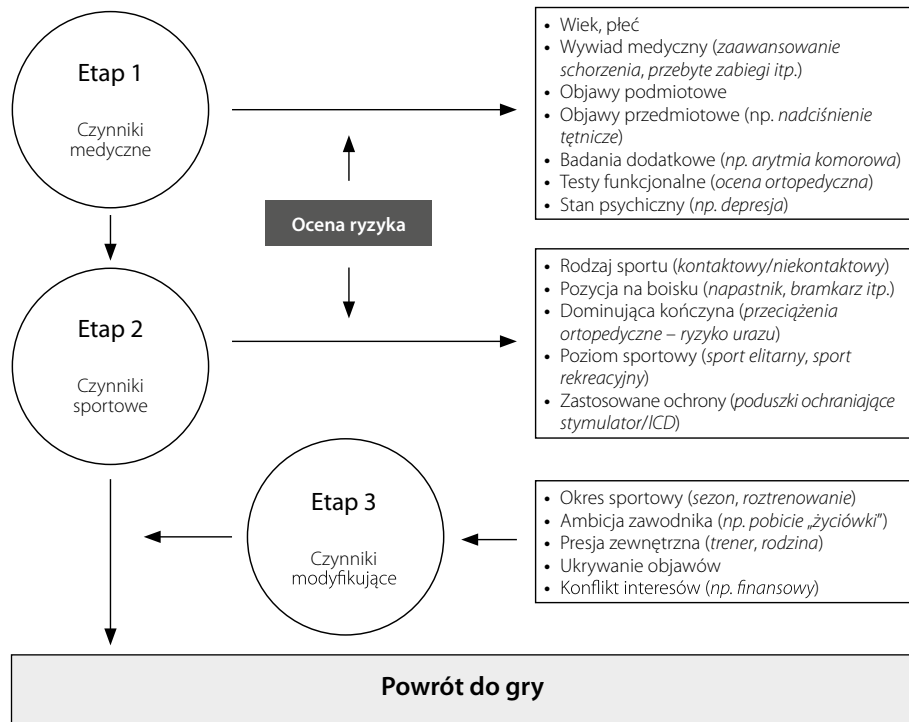 Etap 1
Czynniki
medyczne
• Wiek, płeć
• Wywiad medyczny (zaawansowanie
schorzenia, przebyte zabiegi itp.)
• Objawy podmiotowe
• Objawy przedmiotowe (np. nadciśnienie
tętnicze)
• Badania dodatkowe (np. arytmia komorowa)
• Testy funkcjonalne (ocena ortopedyczna)
• Stan psychiczny (np. depresja)
Ocena ryzyka
Etap 2
Czynniki
sportowe
• Rodzaj sportu (kontaktowy/niekontaktowy)
• Pozycja na boisku (napastnik, bramkarz itp.)
• Dominująca kończyna (przeciążenia
ortopedyczne – ryzyko urazu)
• Poziom sportowy (sport elitarny, sport
rekreacyjny)
• Zastosowane ochrony (poduszki ochraniające
stymulator/ICD)
Etap 3
Czynniki
modyfikujące
• Okres sportowy (sezon, roztrenowanie)
• Ambicja zawodnika (np. pobicie „życiówki”)
• Presja zewnętrzna (trener, rodzina)
• Ukrywanie objawów
• Konflikt interesów (np. finansowy)
Powrót do gry